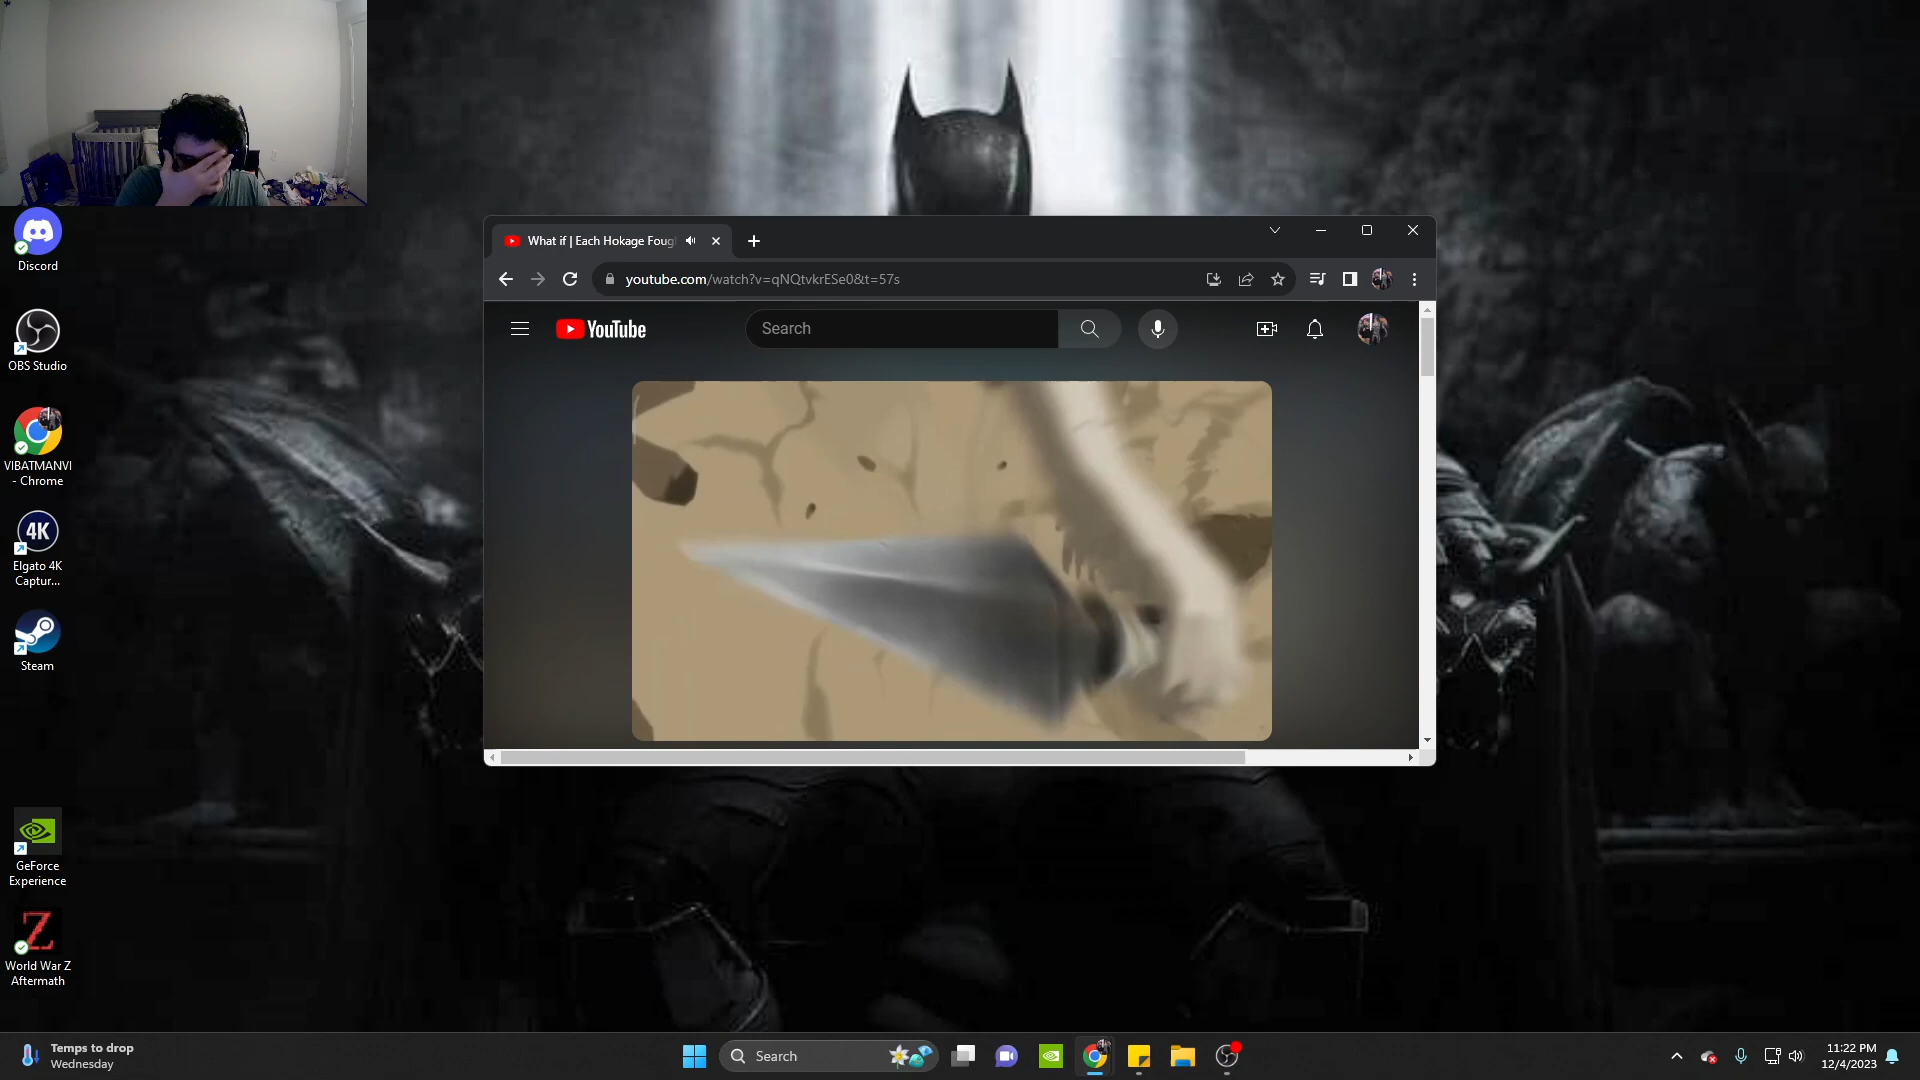 Discord
OBS Studio
VIBATMANVI
- Chrome
4K
Elgato 4K
Captur...
Steam
GeForce
Experience
Z
World War Z
Aftermath
What if | Each Hokage Foug
youtube.com/watch?v=qNQtvkrESe0&t=57s
YouTube
Search
Temps to drop
Wednesday
Search
11:22 PM
12/4/2023